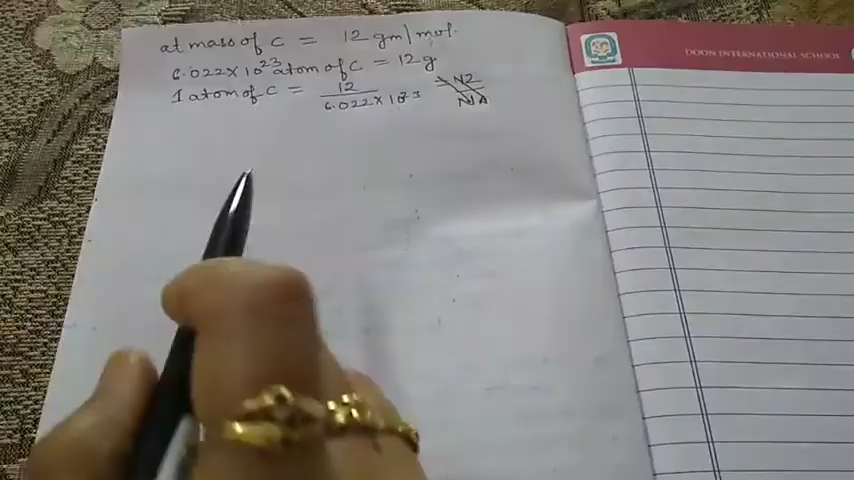 at mass of C = 12 gm/mol.
6.022×10²³ atom of C = 12g
1 atom of C = 12/6.022×10²³
DOON INTERNATIONAL SCHOOL